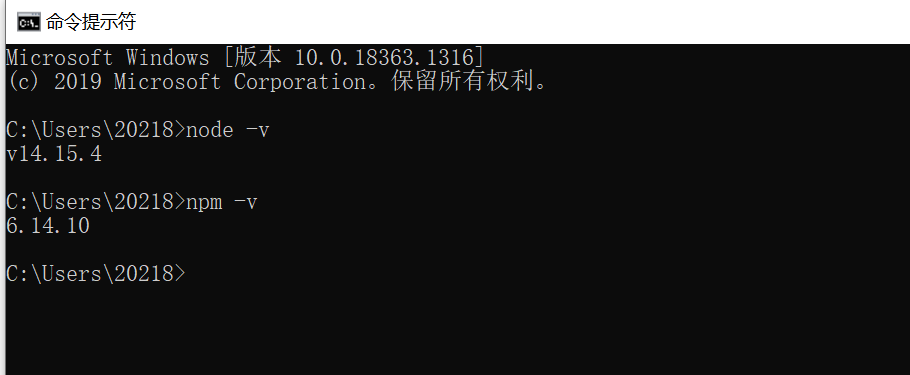 命令提示符
Microsoft Windows [版本 10.0.18363.1316]
(c) 2019 Microsoft Corporation。保留所有权利。
C:\Users\20218>node -v
v14.15.4
C:\Users\20218>npm -v
6.14.10
C:\Users\20218>